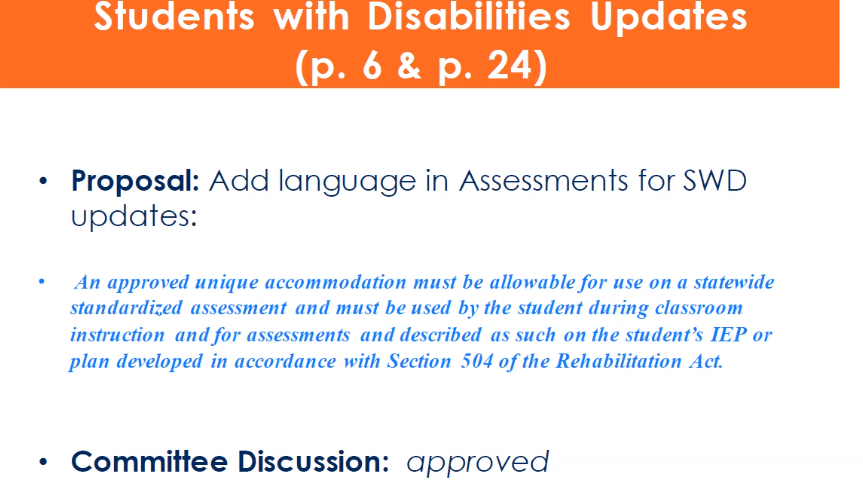 Students with Disabilities Updates
(p. 6 & p. 24)
• Proposal: Add language in Assessments for SWD
updates:
• An approved unique accommodation must be allowable for use on a statewide
standardized assessment and must be used by the student during classroom
instruction and for assessments and described as such on the student's IEP or
plan developed in accordance with Section 504 of the Rehabilitation Act.
• Committee Discussion: approved